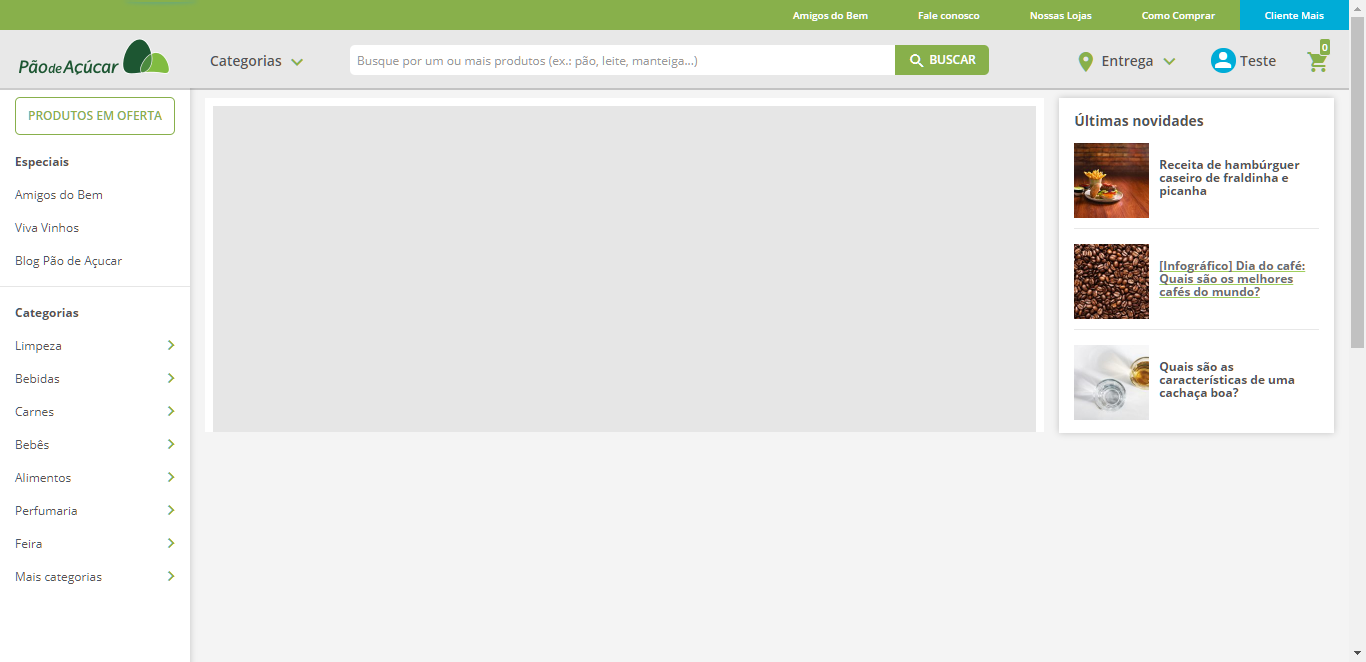 Amigos do Bem
Fale conosco
Nossas Lojas
Como Comprar
Cliente Mais
PãodeAçúcar
Categorias
Busque por um ou mais produtos (ex.: pão, leite, manteiga...)
BUSCAR
Entrega
Teste
0
PRODUTOS EM OFERTA
Especiais
Amigos do Bem
Viva Vinhos
Blog Pão de Açucar
Categorias
Limpeza
Bebidas
Carnes
Bebês
Alimentos
Perfumaria
Feira
Mais categorias
Últimas novidades
Receita de hambúrguer
caseiro de fraldinha e
picanha
[Infográfico] Dia do café:
Quais são os melhores
cafés do mundo?
Quais são as
características de uma
cachaça boa?